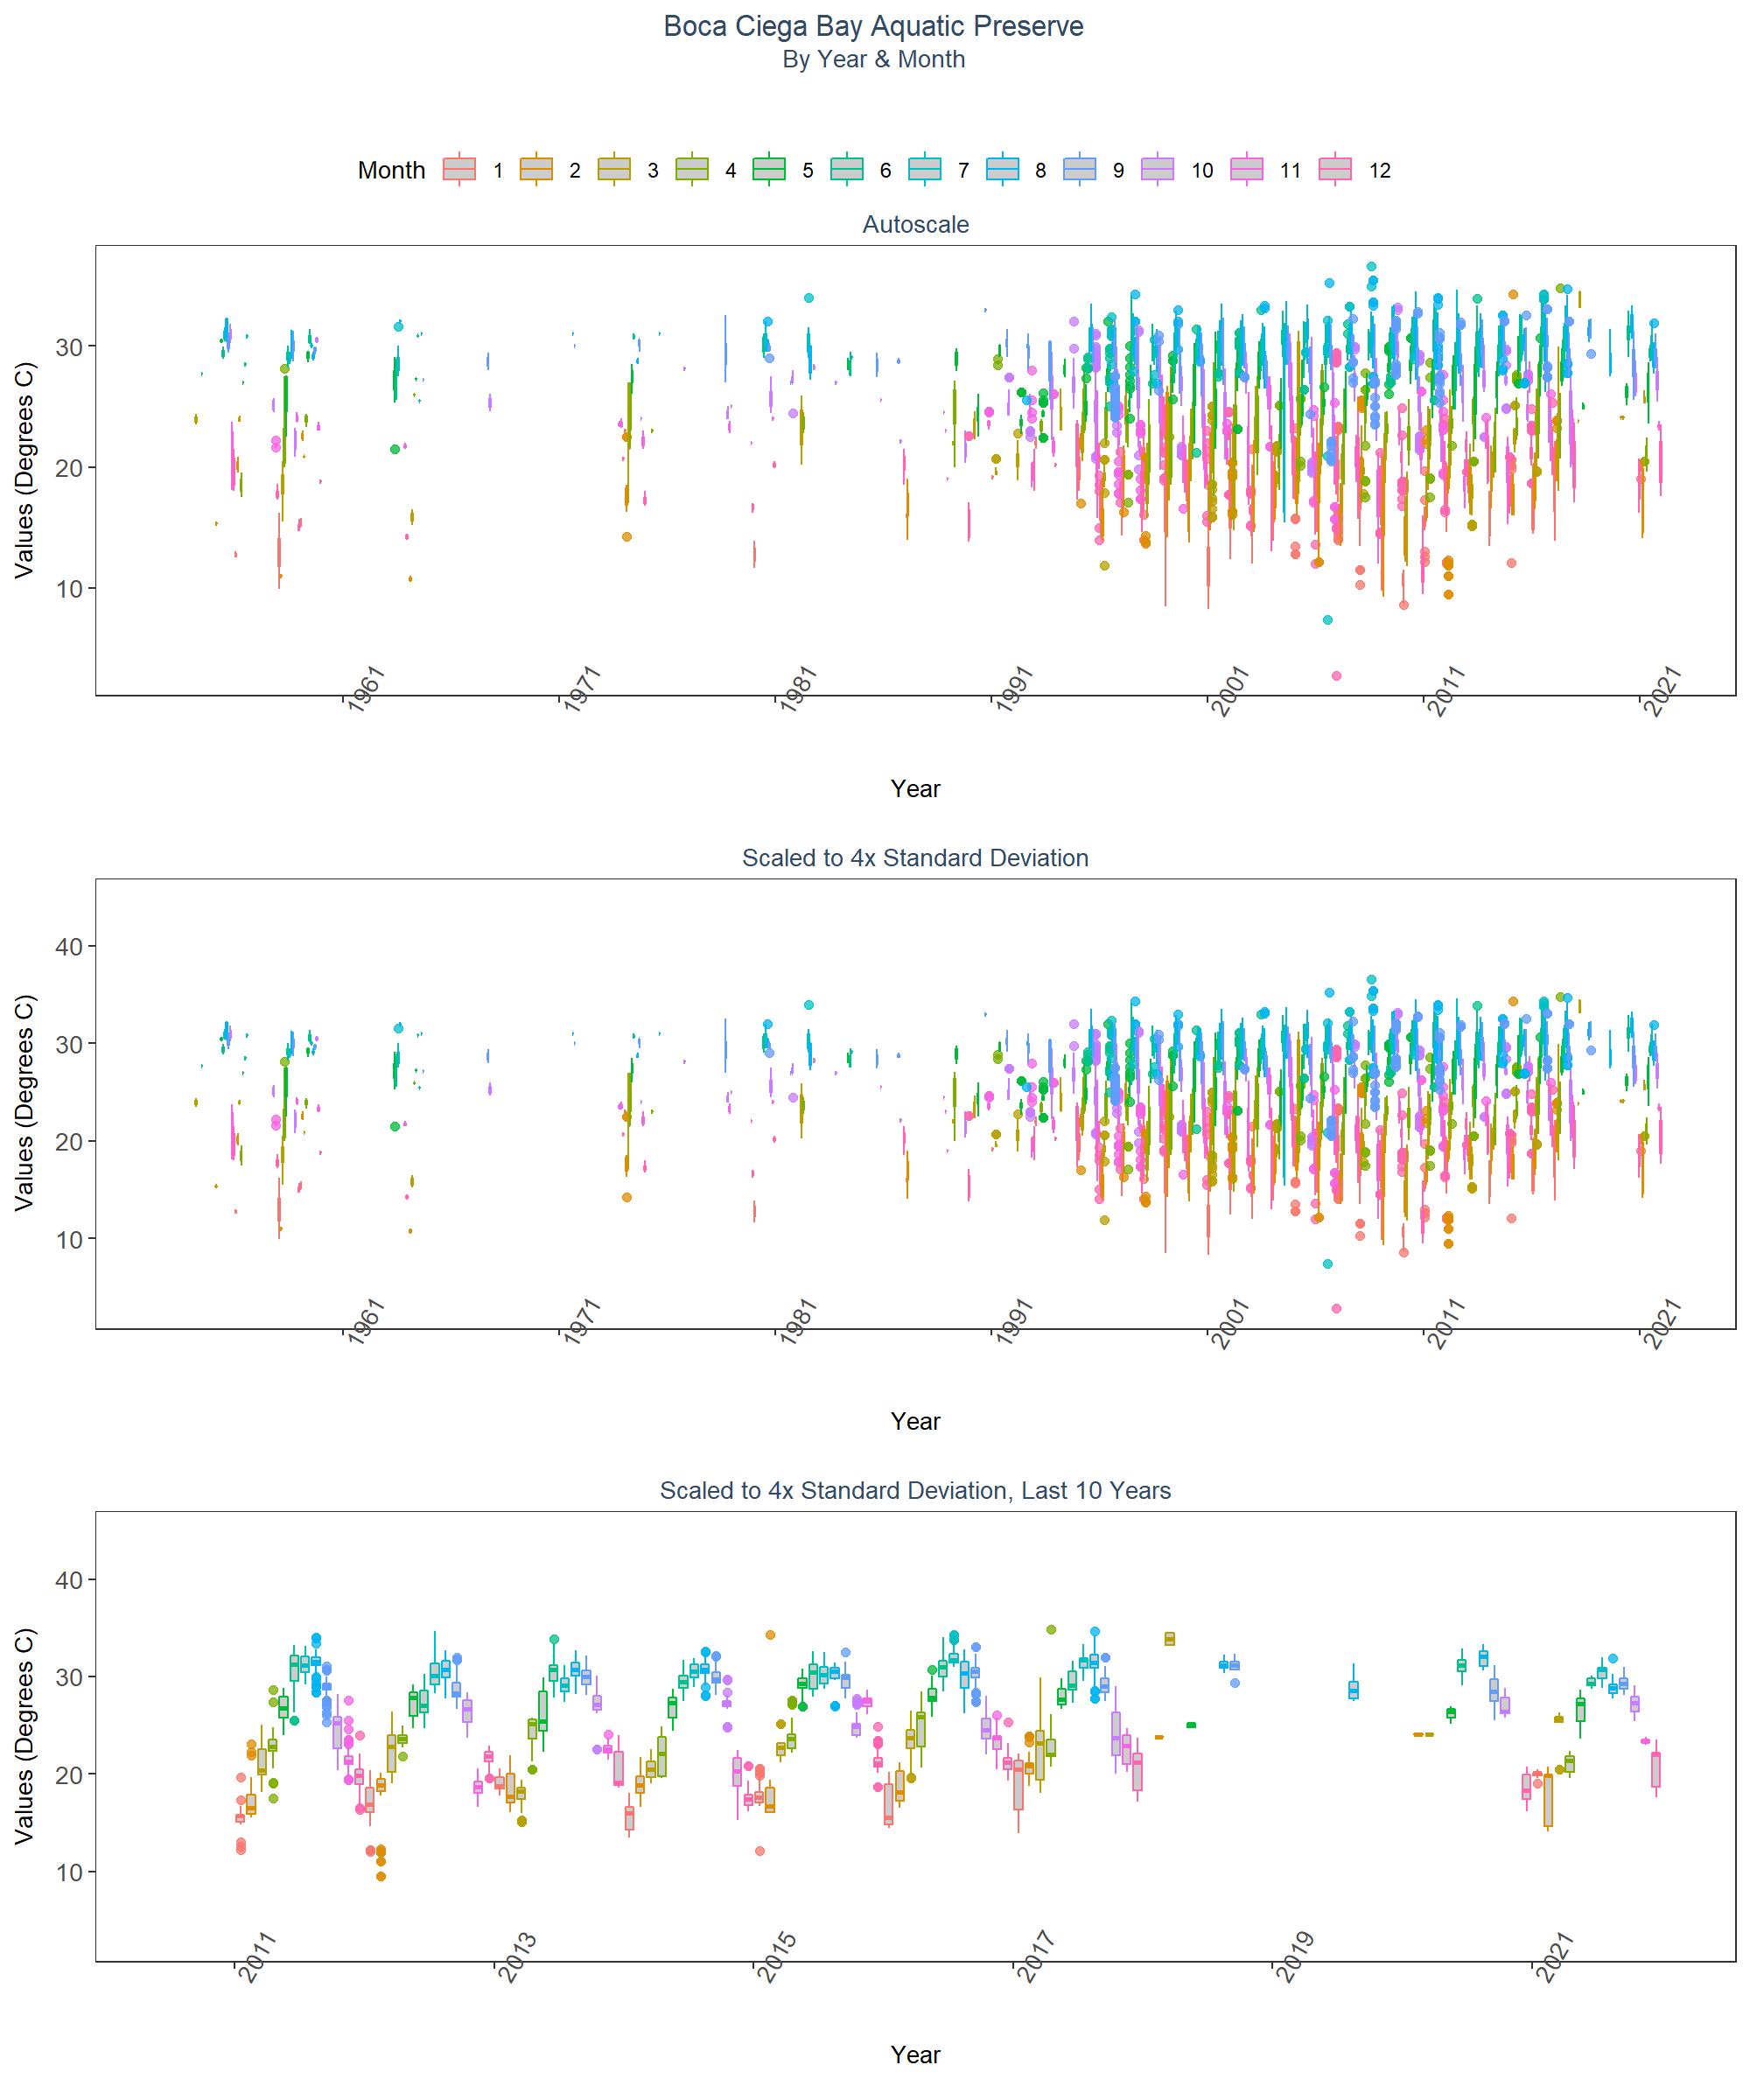 Boca Ciega Bay Aquatic Preserve
By Year & Month
Month 1 2 3 4 5 6 7 8 9 10 11 12
Autoscale
Values (Degrees C)
30
20
10
1961 1971 1981 1991 2001 2011 2021
Year
Scaled to 4x Standard Deviation
Values (Degrees C)
40
30
20
10
1961 1971 1981 1991 2001 2011 2021
Year
Scaled to 4x Standard Deviation, Last 10 Years
Values (Degrees C)
40
30
20
10
2011 2013 2015 2017 2019 2021
Year